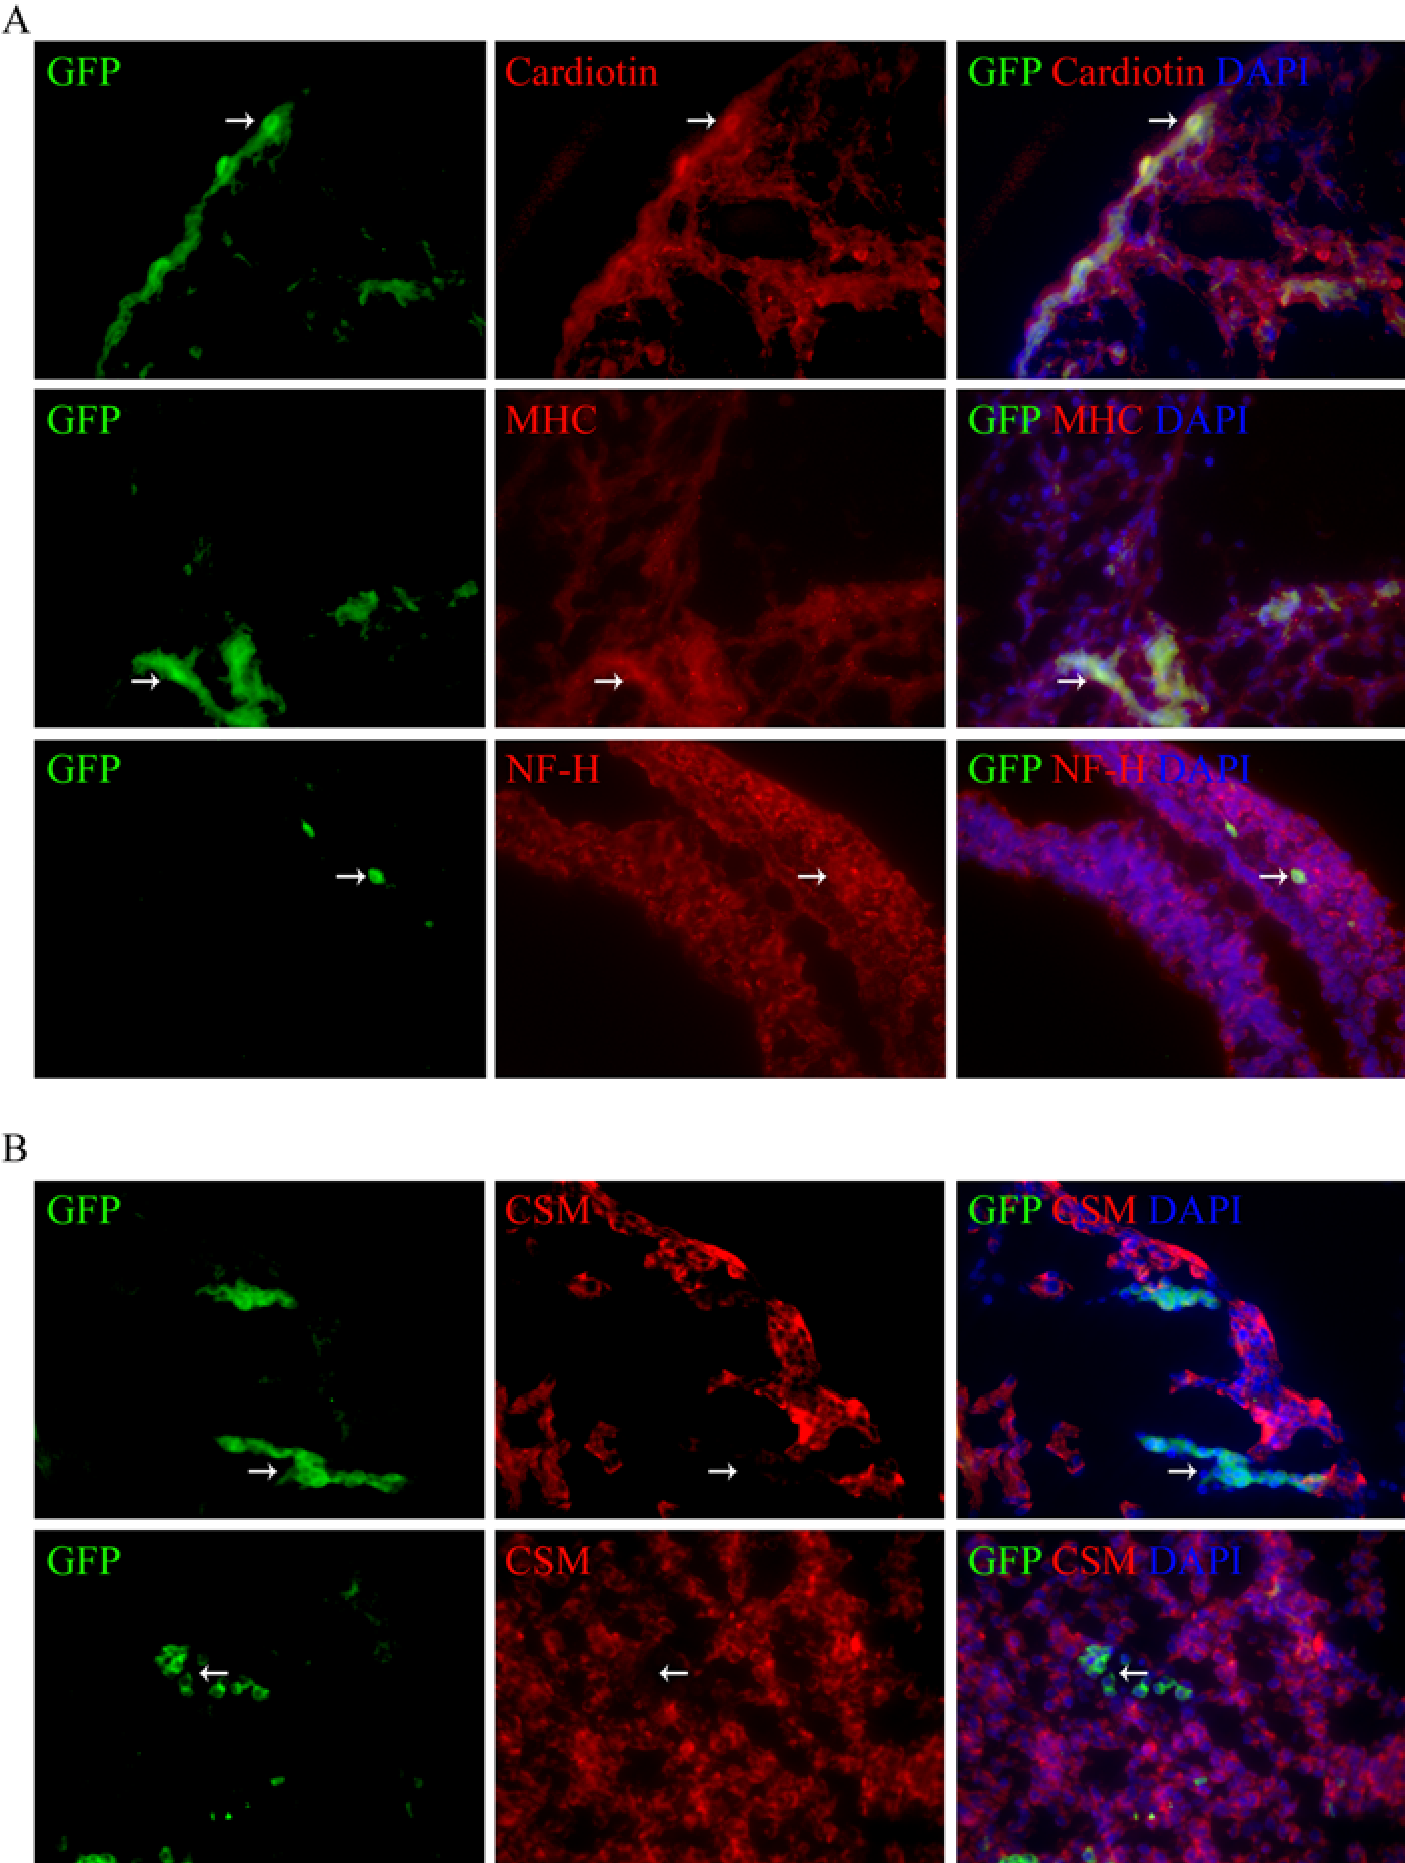 A
GFP Cardiotin GFP Cardiotin DAPI
GFP MHC GFP MHC DAPI
GFP NF-H GFP NF-H DAPI
B
GFP CSM GFP CSM DAPI
GFP CSM GFP CSM DAPI